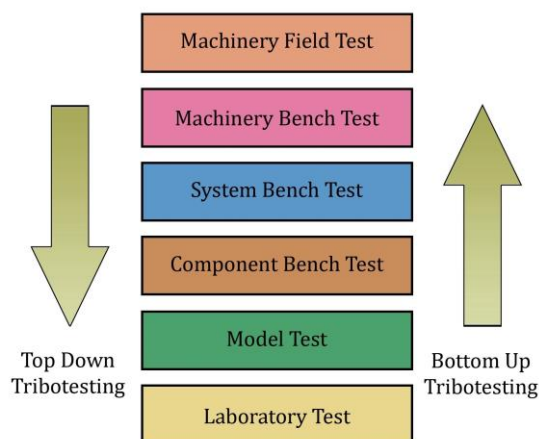 Machinery Field Test
Machinery Bench Test
System Bench Test
Component Bench Test
Model Test
Laboratory Test
Top Down
Tribotesting
Bottom Up
Tribotesting